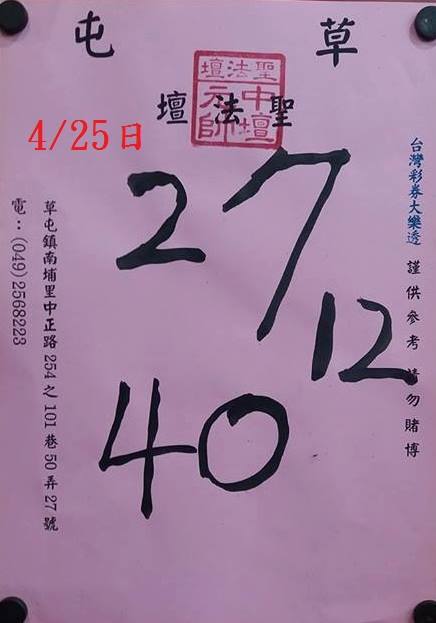 草屯
聖法壇
聖法壇
中壇
元帥
4/25日
台灣彩券大樂透 謹供參考 請勿賭博
27
12
40
草屯鎮南埔里中正路254之101巷50弄27號
電：(049)2568223